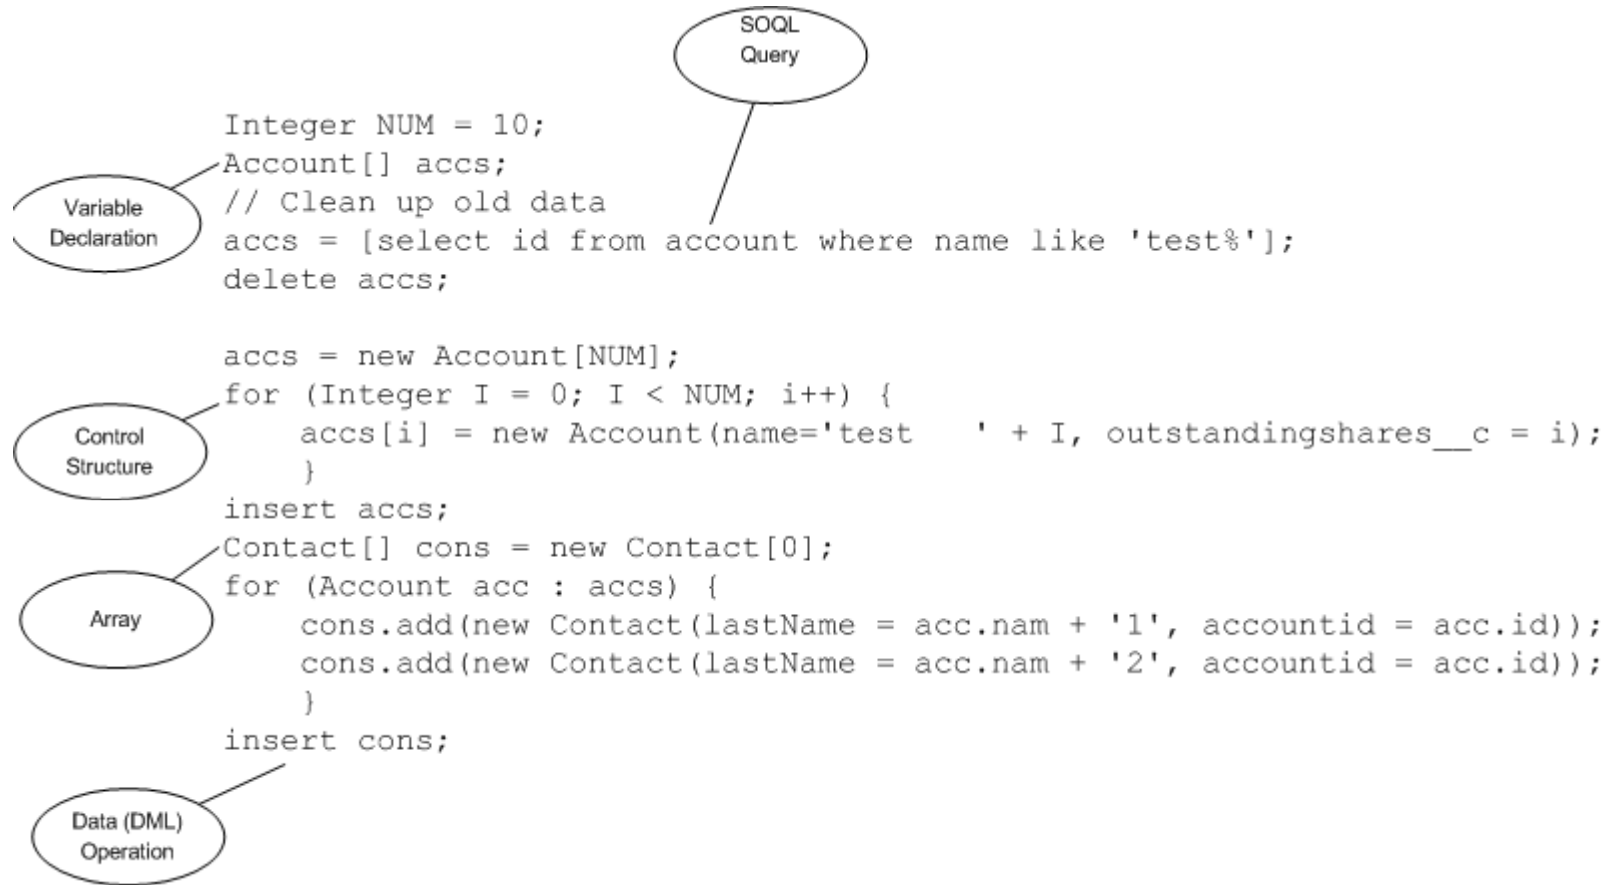 SOQL
Query
Integer NUM = 10;
Account[] accs;
Variable
Declaration
// Clean up old data
accs = [select id from account where name like 'test%'];
delete accs;
accs = new Account[NUM];
for (Integer I = 0; I < NUM; i++) {
Control
Structure
accs[i] = new Account(name='test   ' + I, outstandingshares__c = i);
}
insert accs;
Contact[] cons = new Contact[0];
for (Account acc : accs) {
Array
cons.add(new Contact(lastName = acc.nam + '1', accountid = acc.id));
cons.add(new Contact(lastName = acc.nam + '2', accountid = acc.id));
}
insert cons;
Data (DML)
Operation